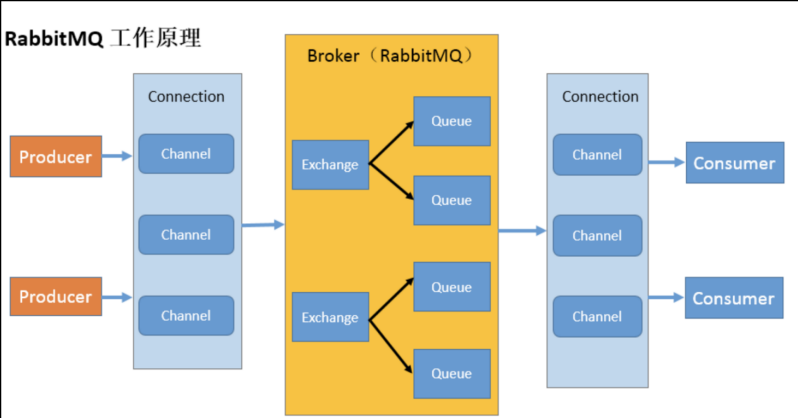 RabbitMQ 工作原理
Broker（RabbitMQ）
Connection
Connection
Producer
Channel
Channel
Channel
Producer
Exchange
Queue
Queue
Exchange
Queue
Queue
Channel
Channel
Channel
Consumer
Consumer